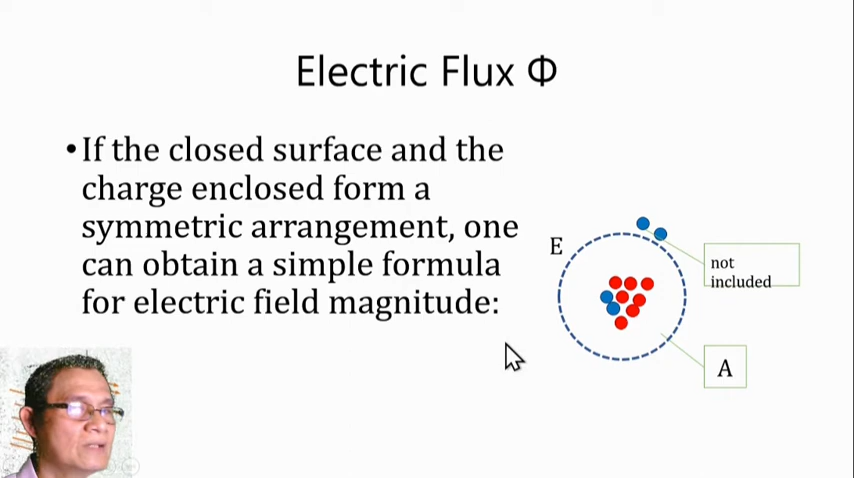 Electric Flux Φ
•If the closed surface and the
charge enclosed form a
symmetric arrangement, one
can obtain a simple formula
for electric field magnitude:
E
not
included
A